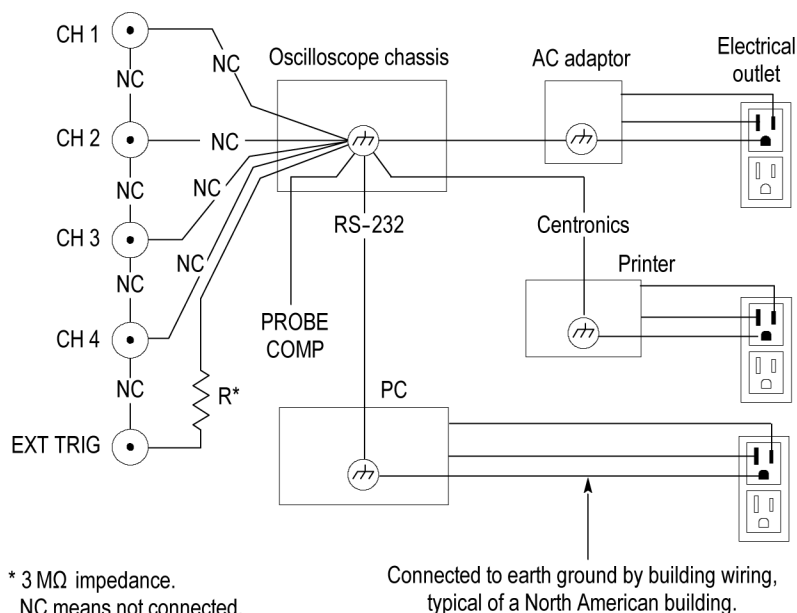 CH 1
NC
NC
Oscilloscope chassis
AC adaptor
Electrical
outlet
CH 2
NC
NC
NC
CH 3
NC
NC
CH 4
NC
EXT TRIG
R*
PROBE
COMP
RS-232
Centronics
Printer
PC
* 3 MΩ impedance.
NC means not connected.
Connected to earth ground by building wiring,
typical of a North American building.